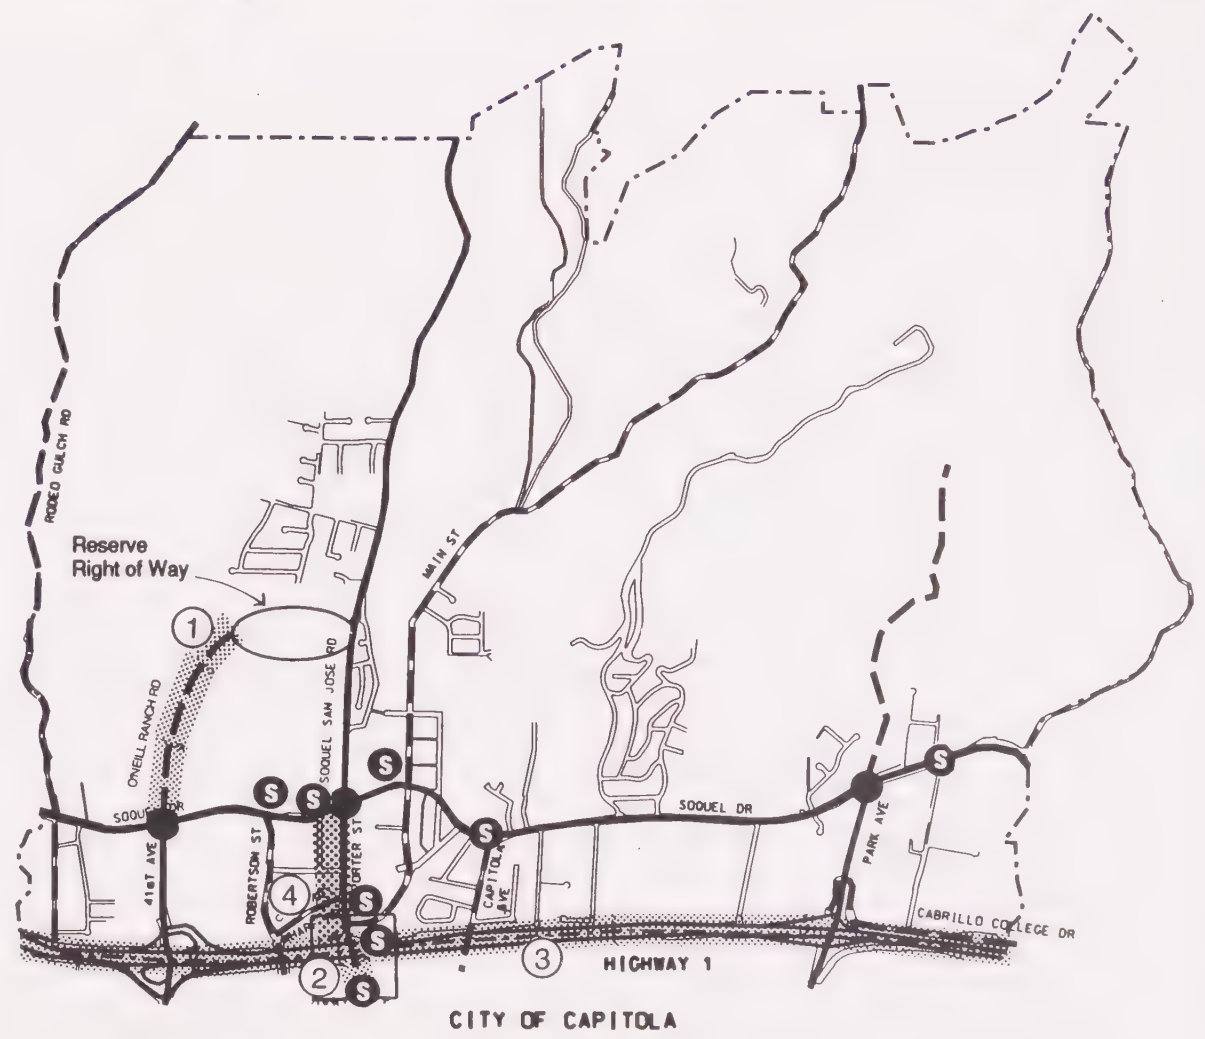 RODEO GULCH RD
Reserve
Right of Way
MAIN ST
1
SOQUEL SAN JOSE RD
O'NEILL RANCH RD
S
S
S
S
SOQUEL DR
S
SOQUEL DR
41ST AVE
ROBERTSON ST
PORTER ST
CAPITOLA
AVE
PARK AVE
4
S
S
CABRILLO COLLEGE DR
3
HIGHWAY 1
2
S
CITY OF CAPITOLA